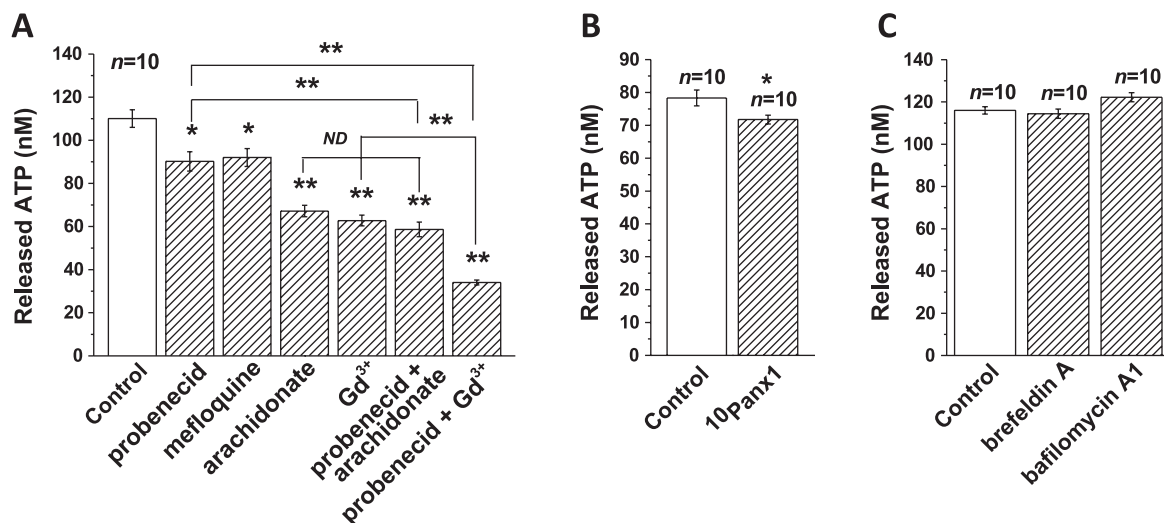 A
B
C
Released ATP (nM)
140
120
100
80
60
40
20
0
n=10
*
*
**
**
**
**
ND
**
**
**
Control
probenecid
mefloquine
arachidonate
Gd³⁺
probenecid +
arachidonate
probenecid + Gd³⁺
Released ATP (nM)
90
80
70
60
50
40
30
20
10
0
n=10
*
n=10
Control
¹⁰Panx1
Released ATP (nM)
140
120
100
80
60
40
20
0
n=10
n=10
n=10
Control
brefeldin A
bafilomycin A1